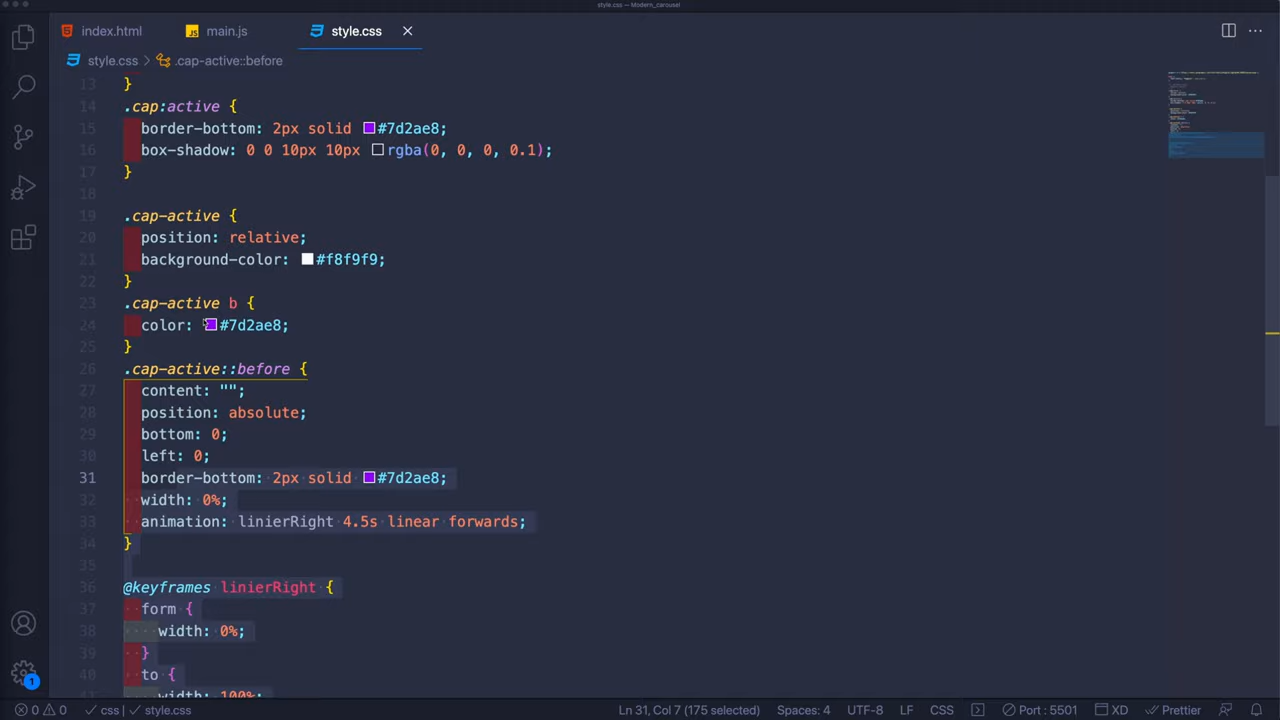 style.css — Modern_carousel
index.html
JS main.js
style.css
style.css > .cap-active::before
13 }
14 .cap:active {
15 border-bottom: 2px solid #7d2ae8;
16 box-shadow: 0 0 10px 10px rgba(0, 0, 0, 0.1);
17 }
18
19 .cap-active {
20 position: relative;
21 background-color: #f8f9f9;
22 }
23 .cap-active b {
24 color: #7d2ae8;
25 }
26 .cap-active::before {
27 content: "";
28 position: absolute;
29 bottom: 0;
30 left: 0;
31 border-bottom: 2px solid #7d2ae8;
32 width: 0%;
33 animation: linierRight 4.5s linear forwards;
34 }
35
36 @keyframes linierRight {
37 form {
38 width: 0%;
39 }
40 to {
41 width: 100%;
1
0 0 css style.css Ln 31, Col 7 (175 selected) Spaces: 4 UTF-8 LF CSS Port : 5501 XD Prettier